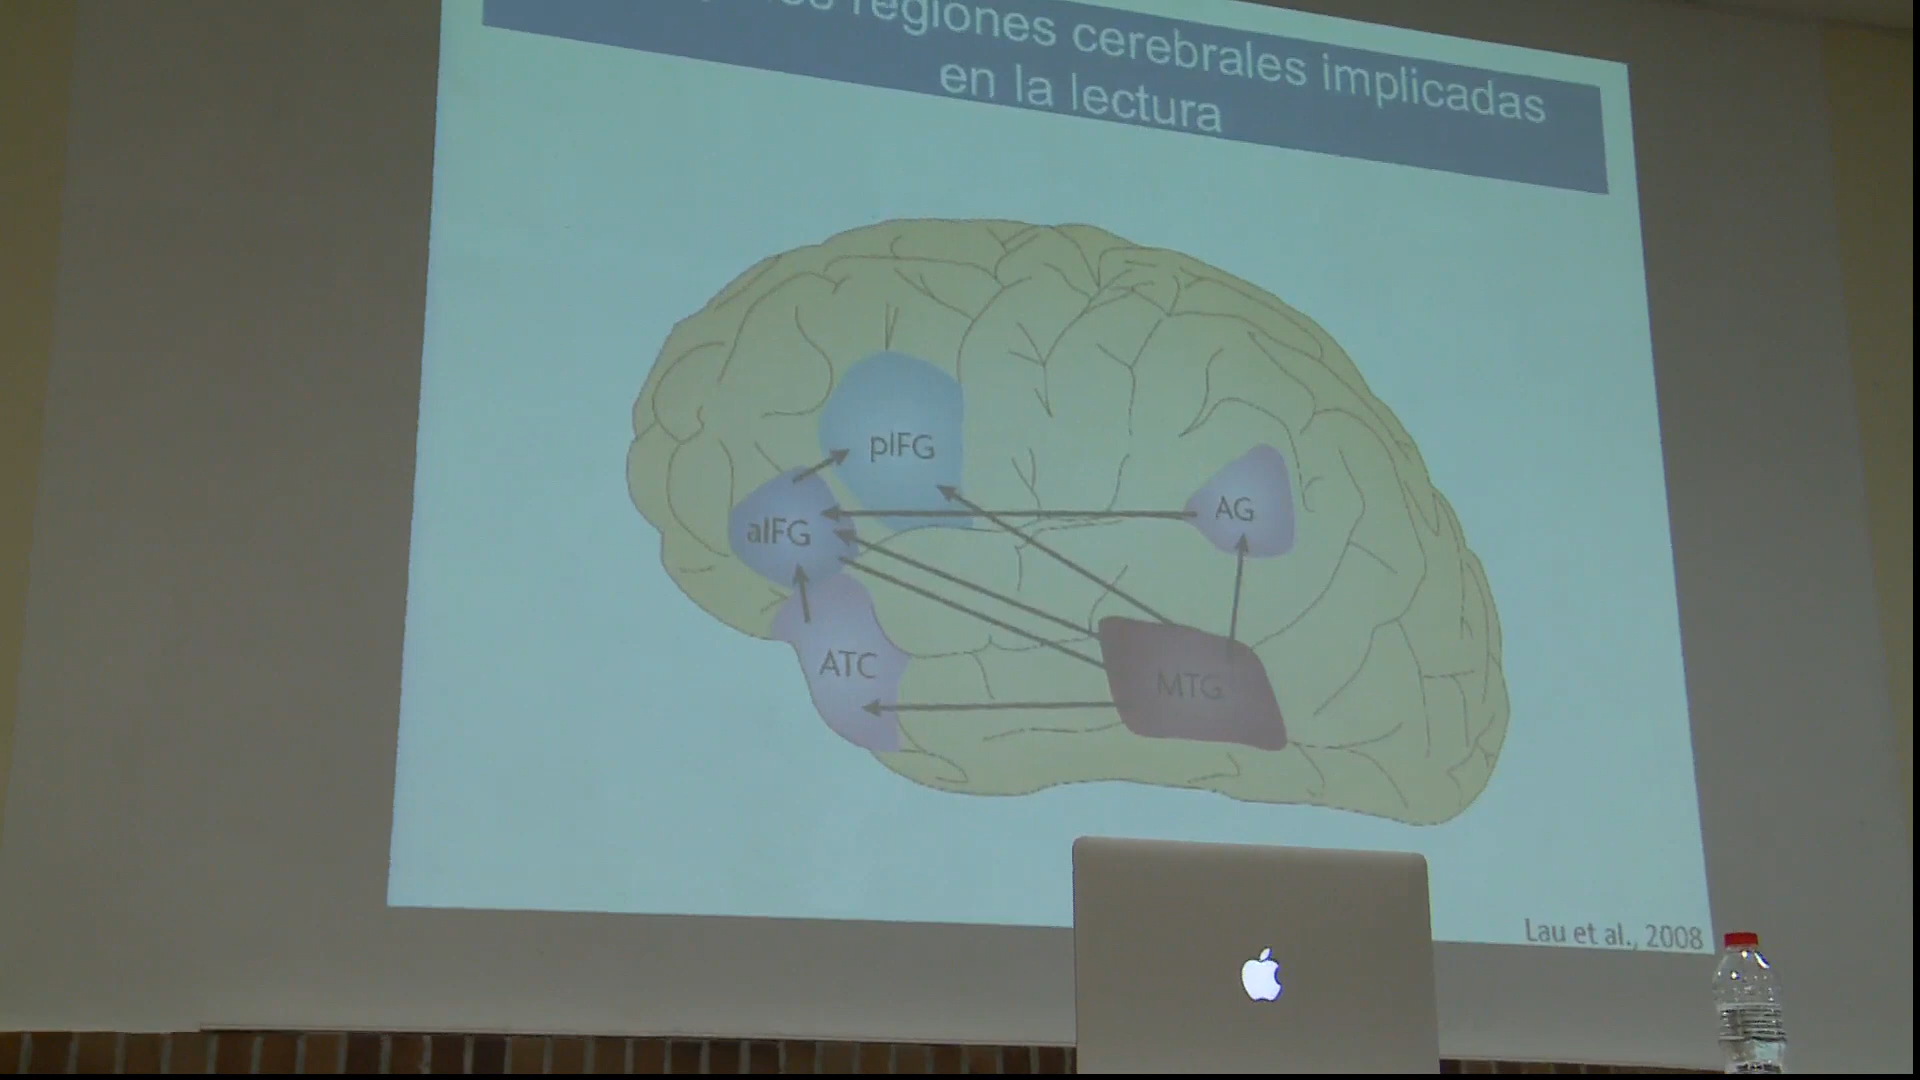 regiones cerebrales implicadas
en la lectura
pIFG
AG
aIFG
ATC
MTG
Lau et al., 2008